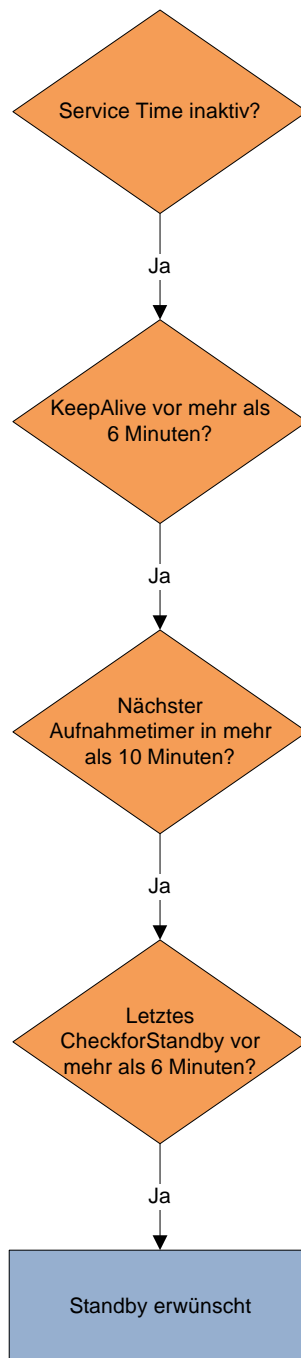 Service Time inaktiv?
Ja
KeepAlive vor mehr als
6 Minuten?
Ja
Nächster
Aufnahmetimer in mehr
als 10 Minuten?
Ja
Letztes
CheckforStandby vor
mehr als 6 Minuten?
Ja
Standby erwünscht